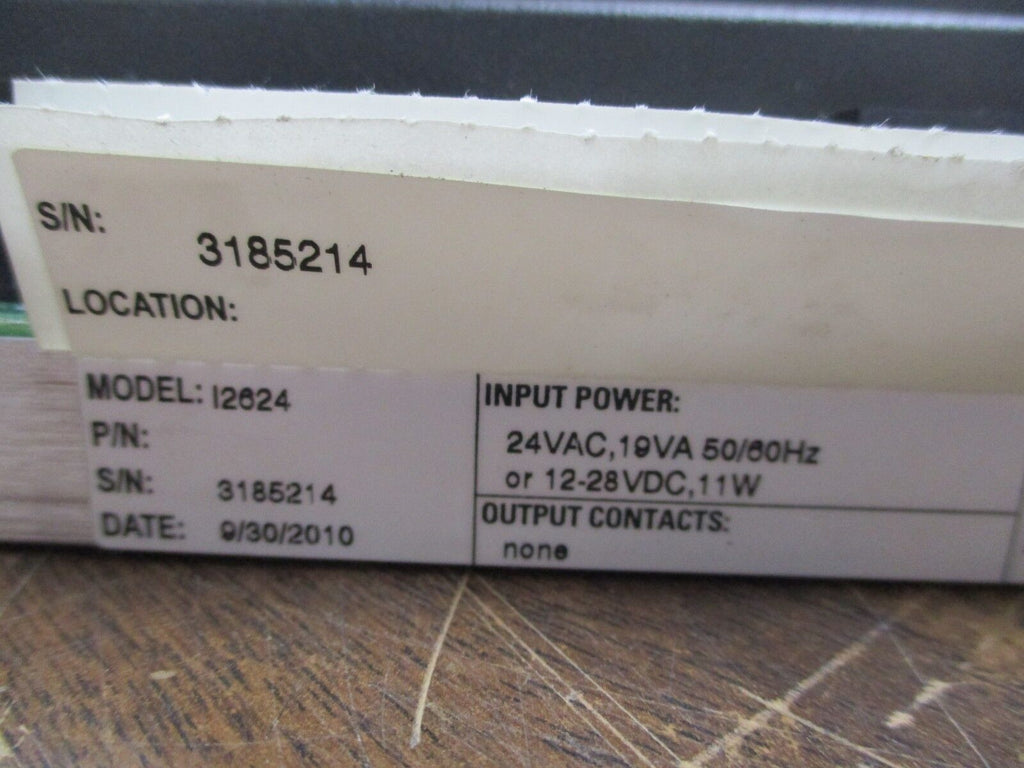 S/N:
3185214
LOCATION:
MODEL: I2624
P/N:
S/N: 3185214
DATE: 9/30/2010
INPUT POWER:
24VAC,19VA 50/60Hz
or 12-28VDC,11W
OUTPUT CONTACTS:
none